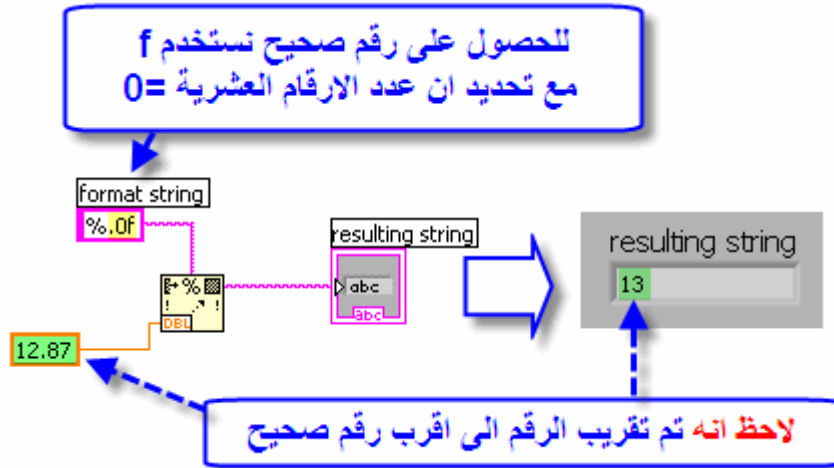 للحصول على رقم صحيح نستخدم f
مع تحديد ان عدد الارقام العشرية =0
format string
%.0f
resulting string
abc
abc
DBL
12.87
resulting string
13
لاحظ انه تم تقريب الرقم الى اقرب رقم صحيح